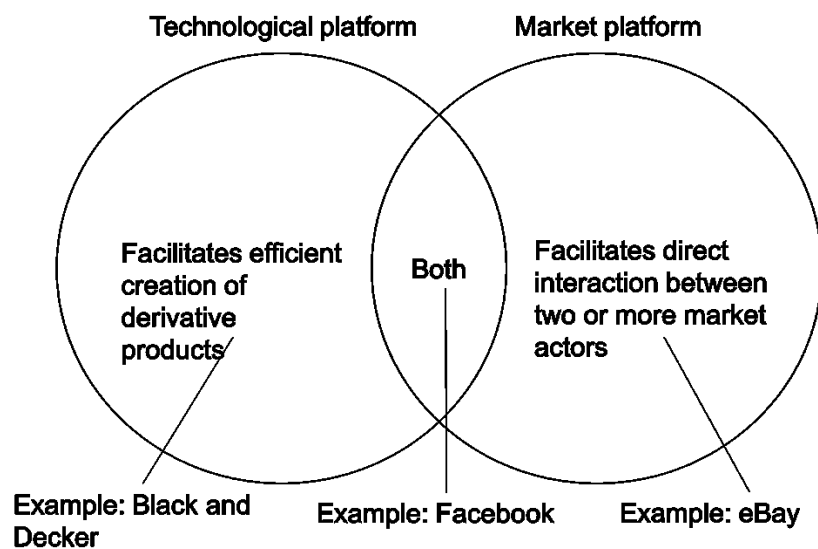 Technological platform
Market platform
Facilitates efficient
creation of
derivative
products
Both
Facilitates direct
interaction between
two or more market
actors
Example: Black and
Decker
Example: Facebook
Example: eBay